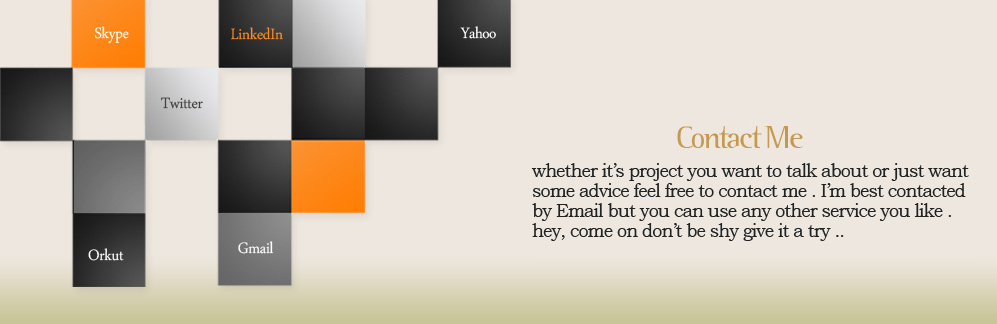 Skype
LinkedIn
Yahoo
Twitter
Orkut
Gmail
Contact Me
whether it's project you want to talk about or just want
some advice feel free to contact me . I'm best contacted
by Email but you can use any other service you like .
hey, come on don't be shy give it a try ..